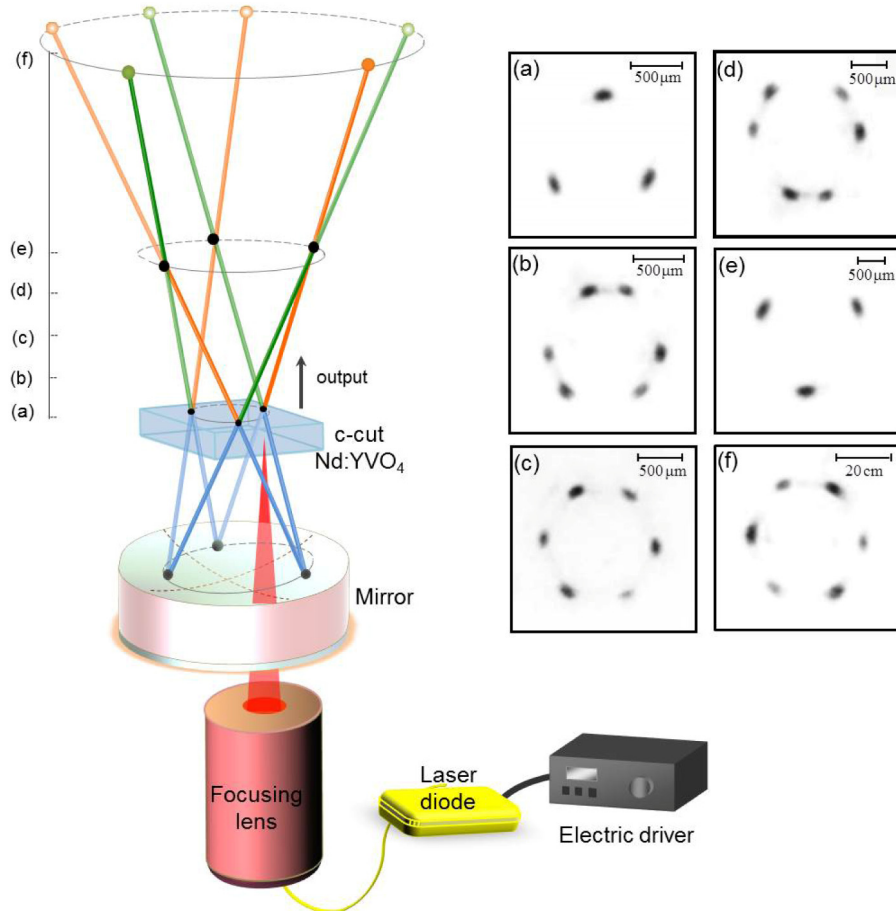 (f)
(e)
(d)
(c)
(b)
(a)
output
c-cut
Nd:YVO₄
Mirror
Focusing
lens
Laser
diode
Electric driver
(a)
500μm
(d)
500μm
(b)
500μm
(e)
500μm
(c)
500μm
(f)
20cm